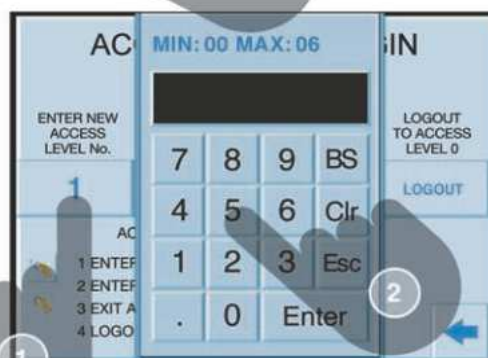 AC
MIN: 00 MAX: 06
IN
ENTER NEW
ACCESS
LEVEL No.
LOGOUT
TO ACCESS
LEVEL 0
7 8 9 BS
1
4 5 6 Clr
LOGOUT
AC
1 2 3 Esc
1 ENTER
2 ENTER
3 EXIT A
4 LOGO
. 0 Enter
2
1